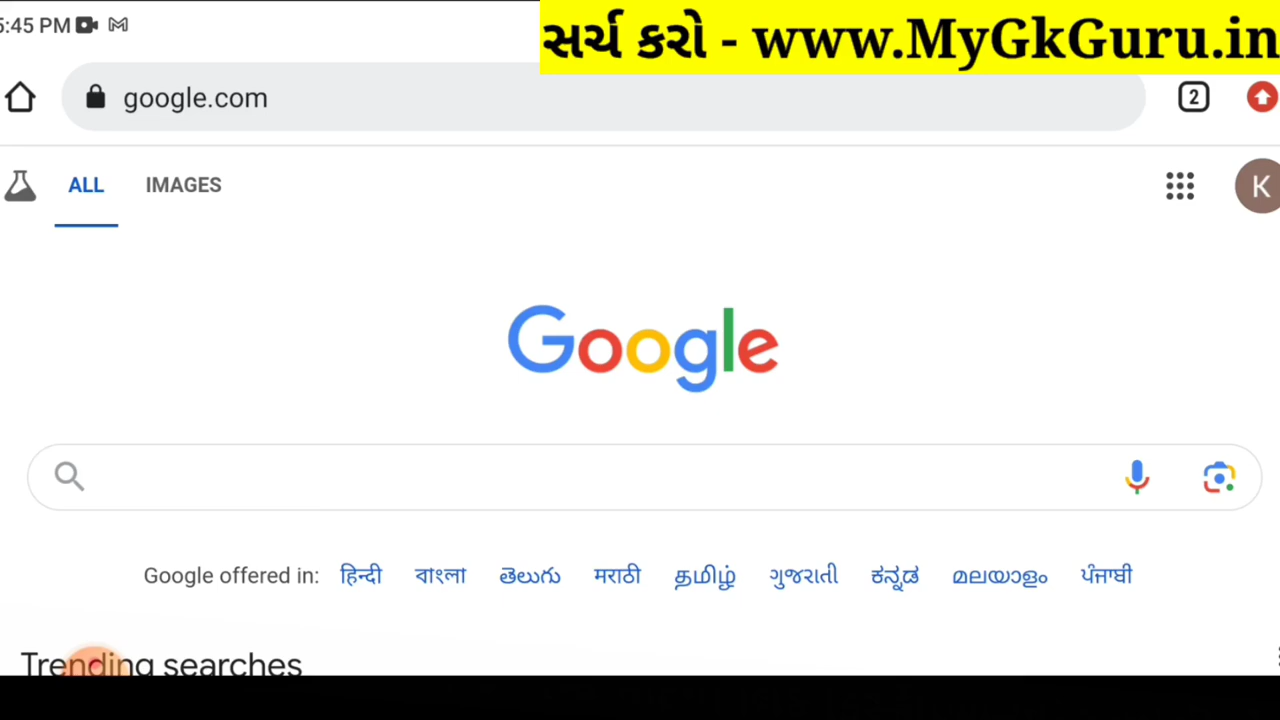 5:45 PM
સર્ચ કરો - www.MyGkGuru.in
google.com
2
ALL IMAGES
K
Google
Google offered in: हिन्दी বাংলা తెలుగు मराठी தமிழ் ગુજરાતી ಕನ್ನಡ മലയാളം ਪੰਜਾਬੀ
Trending searches